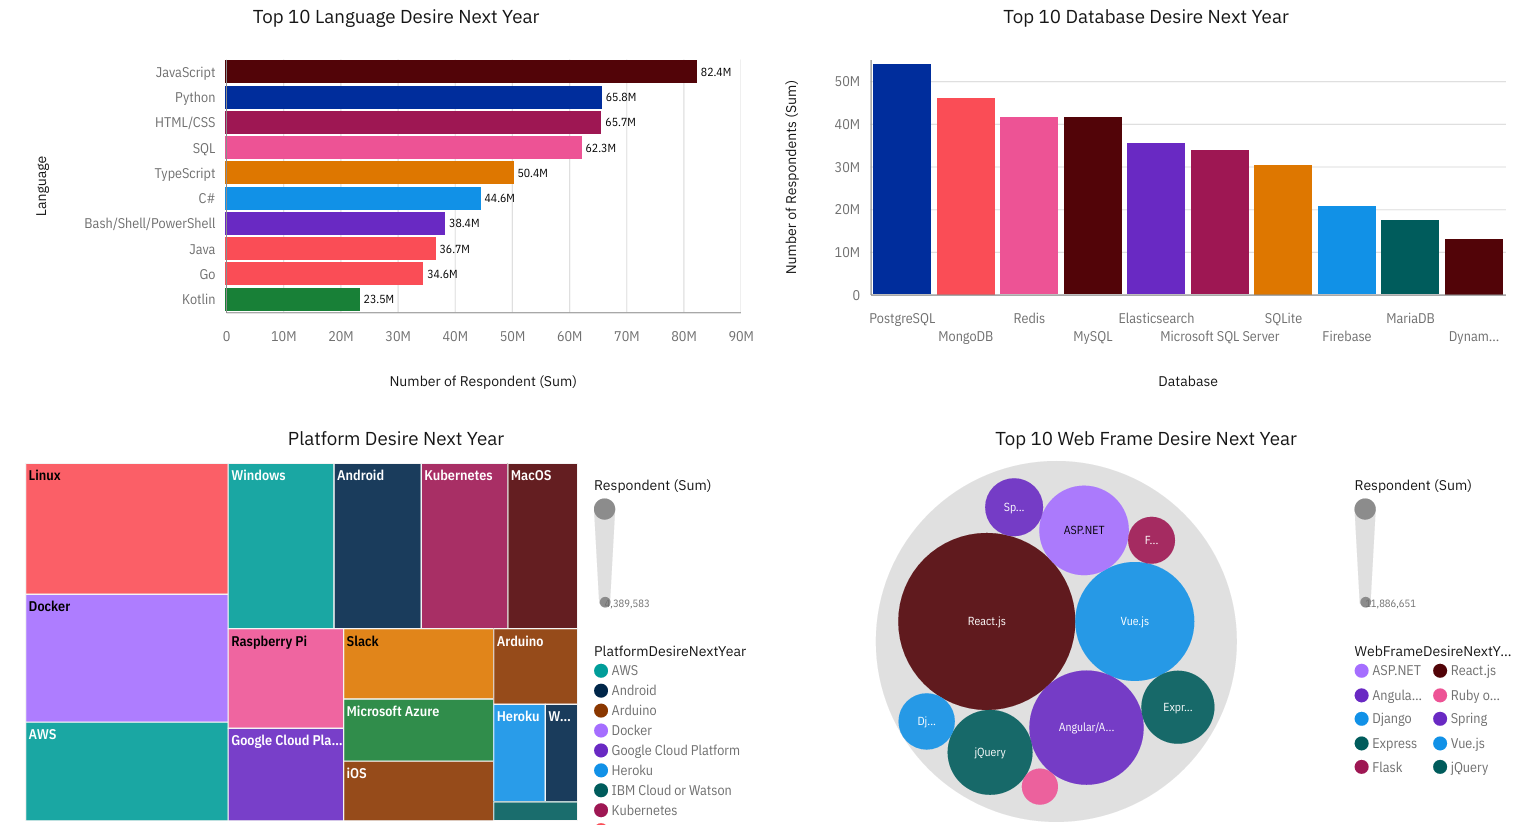 Top 10 Language Desire Next Year
Language
JavaScript 82.4M
Python 65.8M
HTML/CSS 65.7M
SQL 62.3M
TypeScript 50.4M
C# 44.6M
Bash/Shell/PowerShell 38.4M
Java 36.7M
Go 34.6M
Kotlin 23.5M
0 10M 20M 30M 40M 50M 60M 70M 80M 90M
Number of Respondent (Sum)
Top 10 Database Desire Next Year
Number of Respondents (Sum)
50M
40M
30M
20M
10M
0
PostgreSQL Redis Elasticsearch SQLite MariaDB
MongoDB MySQL Microsoft SQL Server Firebase Dynam...
Database
Platform Desire Next Year
Linux
Windows
Android
Kubernetes
MacOS
Docker
Raspberry Pi
Slack
Arduino
Microsoft Azure
Heroku
W...
AWS
Google Cloud Pla...
iOS
Respondent (Sum)
,389,583
PlatformDesireNextYear
AWS
Android
Arduino
Docker
Google Cloud Platform
Heroku
IBM Cloud or Watson
Kubernetes
Top 10 Web Frame Desire Next Year
Sp...
ASP.NET
F...
React.js
Vue.js
Dj...
jQuery
Angular/A...
Expr...
Respondent (Sum)
11,886,651
WebFrameDesireNextY...
ASP.NET React.js
Angula... Ruby o...
Django Spring
Express Vue.js
Flask jQuery